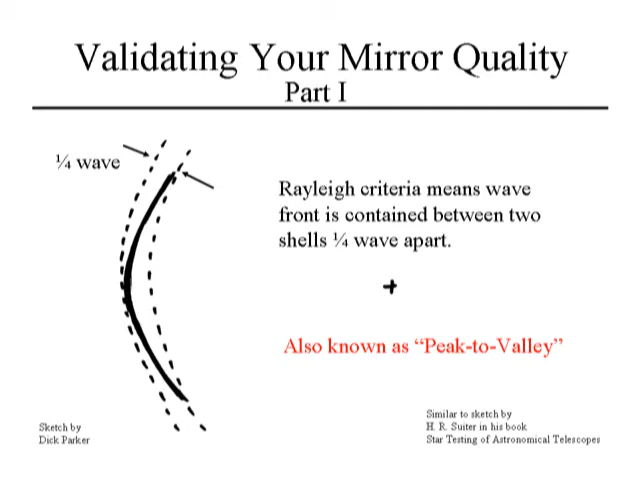 Validating Your Mirror Quality
Part I
¼ wave
Rayleigh criteria means wave
front is contained between two
shells ¼ wave apart.
+
Also known as “Peak-to-Valley”
Sketch by
Dick Parker
Similar to sketch by
H. R. Suiter in his book
Star Testing of Astronomical Telescopes